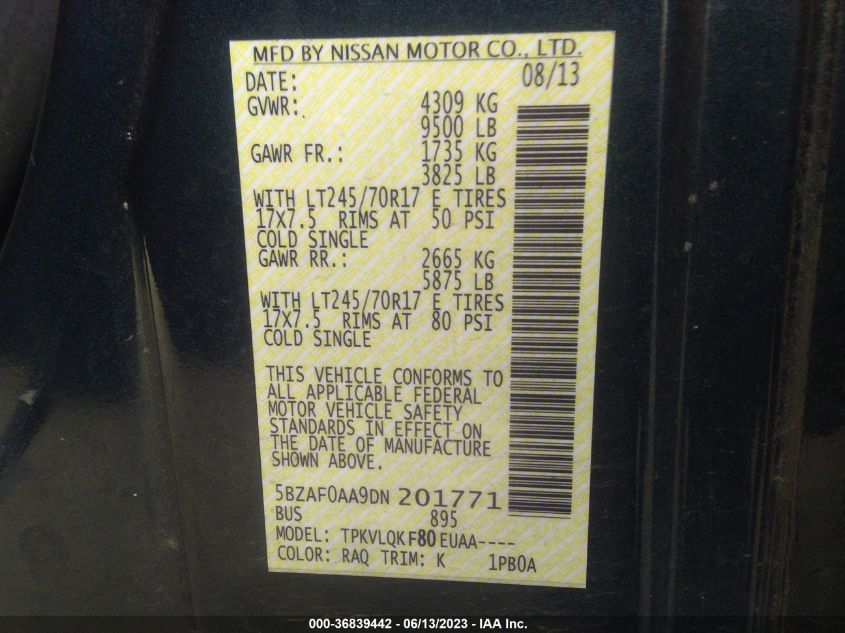 MFD BY NISSAN MOTOR CO., LTD.
DATE: 08/13
GVWR: 4309 KG
9500 LB
GAWR FR.: 1735 KG
3825 LB
WITH LT245/70R17 E TIRES
17X7.5 RIMS AT 50 PSI
COLD SINGLE
GAWR RR.: 2665 KG
5875 LB
WITH LT245/70R17 E TIRES
17X7.5 RIMS AT 80 PSI
COLD SINGLE
THIS VEHICLE CONFORMS TO
ALL APPLICABLE FEDERAL
MOTOR VEHICLE SAFETY
STANDARDS IN EFFECT ON
THE DATE OF MANUFACTURE
SHOWN ABOVE.
5BZAF0AA9DN 201771
BUS 895
MODEL: TPKVLQKF80EUAA----
COLOR: RAQ TRIM: K 1PB0A
000-36839442 - 06/13/2023 - IAA Inc.